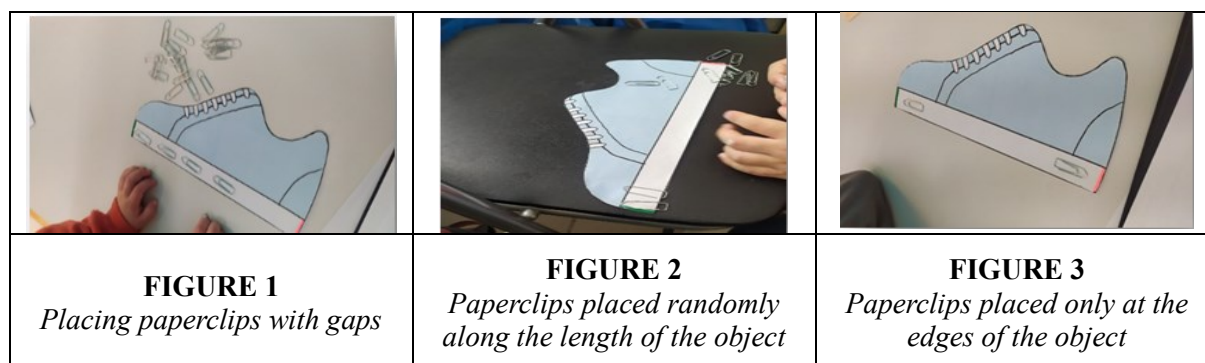 FIGURE 1
Placing paperclips with gaps
FIGURE 2
Paperclips placed randomly
along the length of the object
FIGURE 3
Paperclips placed only at the
edges of the object